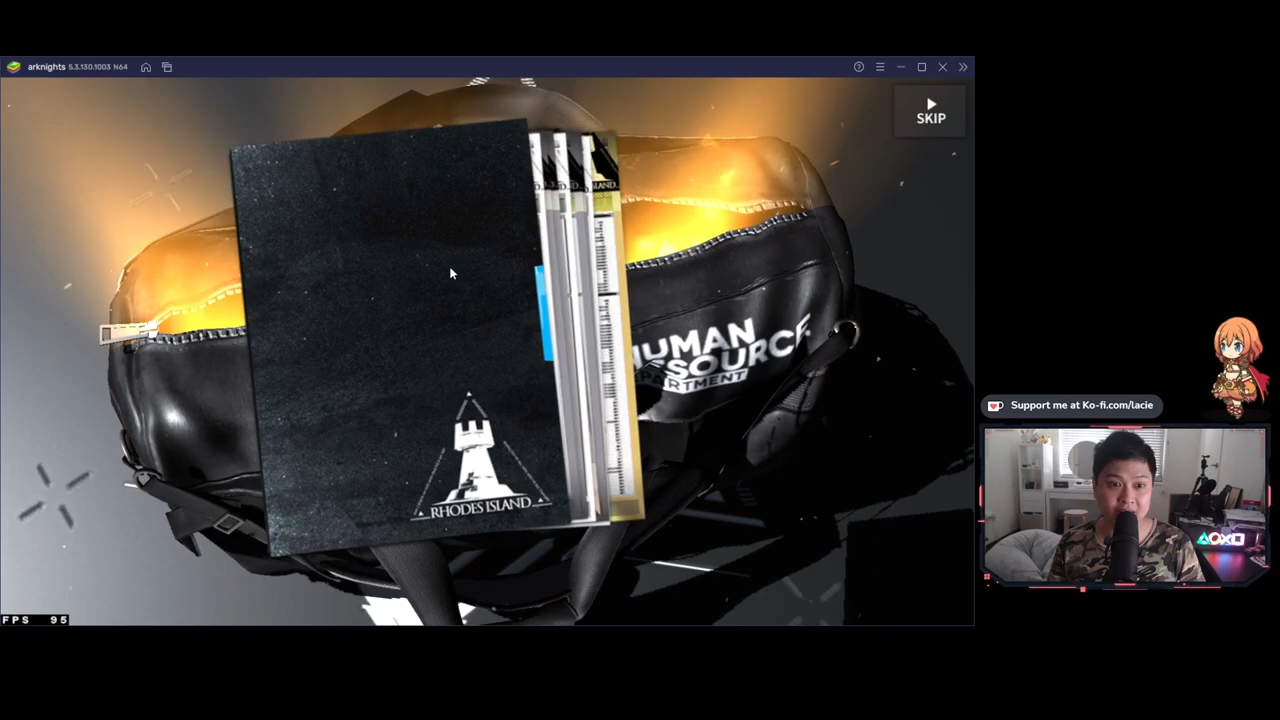 arknights 5.3.130.1003 N64
SKIP
HUMAN
RESOURCE
DEPARTMENT
RHODES ISLAND
Support me at Ko-fi.com/lacie
FPS 95